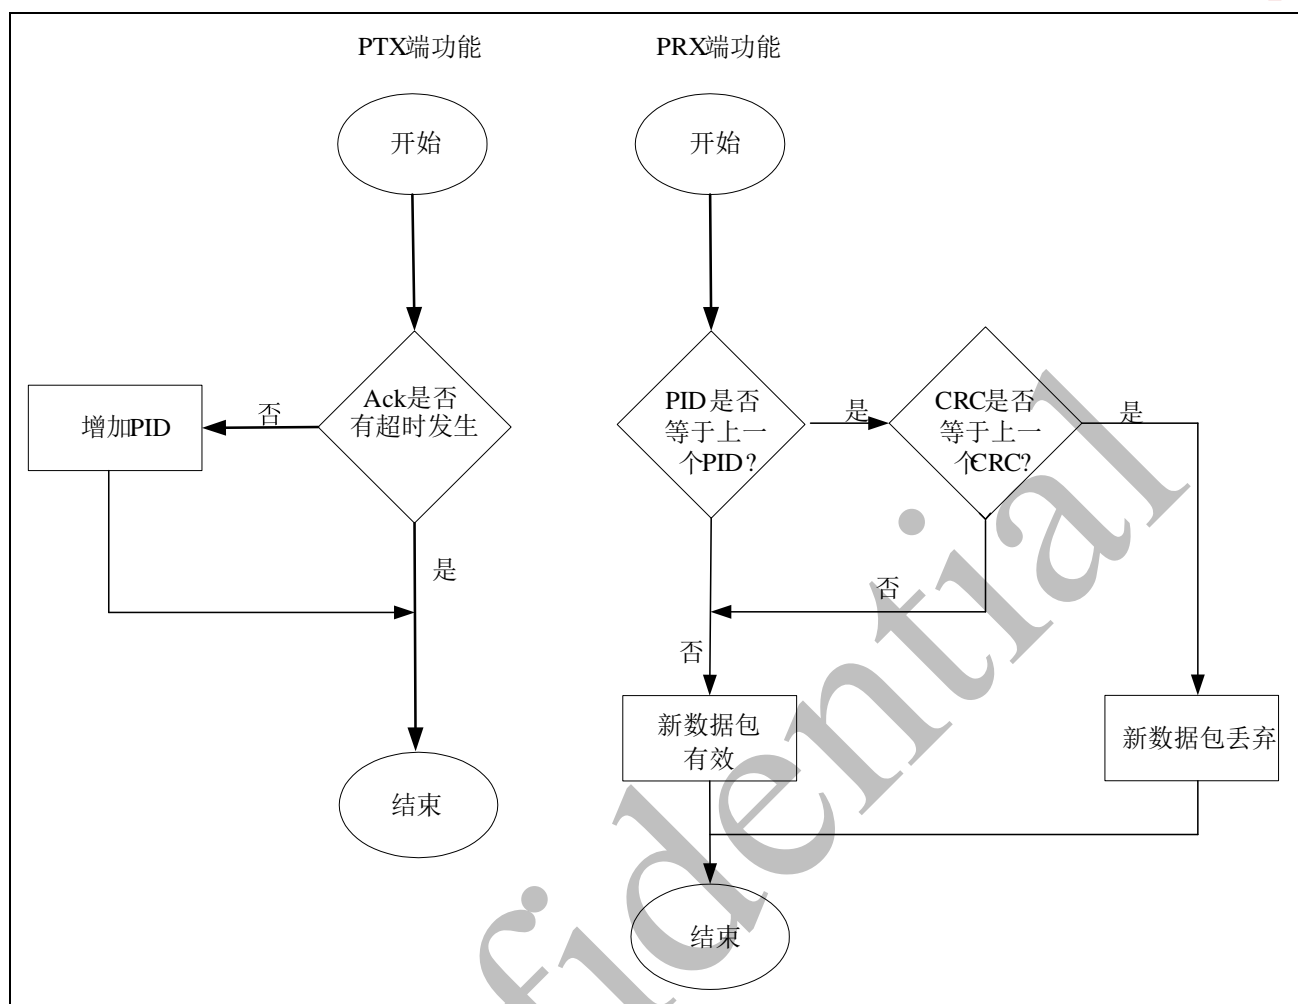 PTX端功能
PRX端功能
开始
开始
Ack是否
有超时发生
否
增加PID
是
结束
PID是否
等于上一
个PID?
是
CRC是否
等于上一
个CRC?
是
否
否
新数据包
有效
新数据包丢弃
结束
fidential